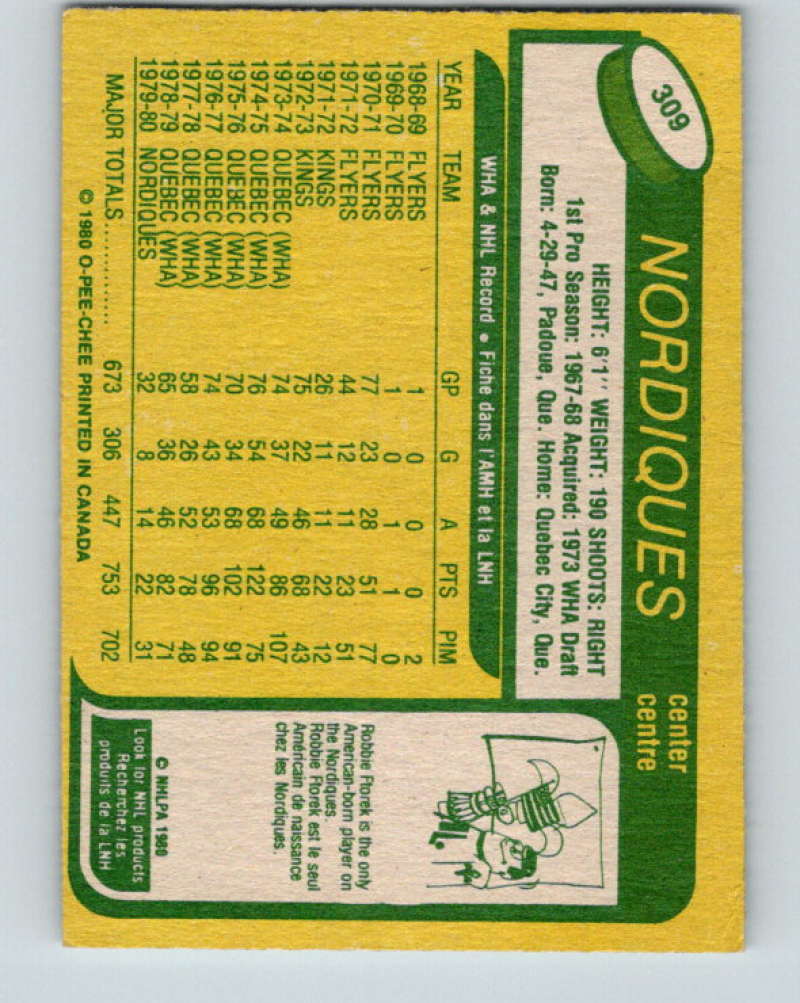 309
NORDIQUES
center
centre
HEIGHT: 6'1" WEIGHT: 190 SHOOTS: RIGHT
1st Pro Season: 1967-68 Acquired: 1973 WHA Draft
Born: 4-29-47, Padoue, Que. Home: Quebec City, Que.
WHA & NHL Record • Fiche dans l'AMH et la LNH
YEAR TEAM GP G A PTS PIM
1968-69 FLYERS 1 0 0 0 2
1969-70 FLYERS 1 0 1 1 0
1970-71 FLYERS 77 23 28 51 77
1971-72 FLYERS 44 12 11 23 51
1971-72 KINGS 26 11 11 22 12
1972-73 KINGS 75 22 46 68 43
1973-74 QUEBEC (WHA) 74 37 49 86 107
1974-75 QUEBEC (WHA) 76 54 68 122 75
1975-76 QUEBEC (WHA) 70 34 68 102 91
1976-77 QUEBEC (WHA) 74 43 53 96 94
1977-78 QUEBEC (WHA) 58 26 52 78 48
1978-79 QUEBEC (WHA) 65 36 46 82 71
1979-80 NORDIQUES 32 8 14 22 31
MAJOR TOTALS.............. 673 306 447 753 702
© 1980 O-PEE-CHEE PRINTED IN CANADA
Robbie Ftorek is the only
American-born player on
the Nordiques.
Robbie Ftorek est le seul
Américain de naissance
chez les Nordiques.
© NHLPA 1980
Look for NHL products
Recherchez les
produits de la LNH